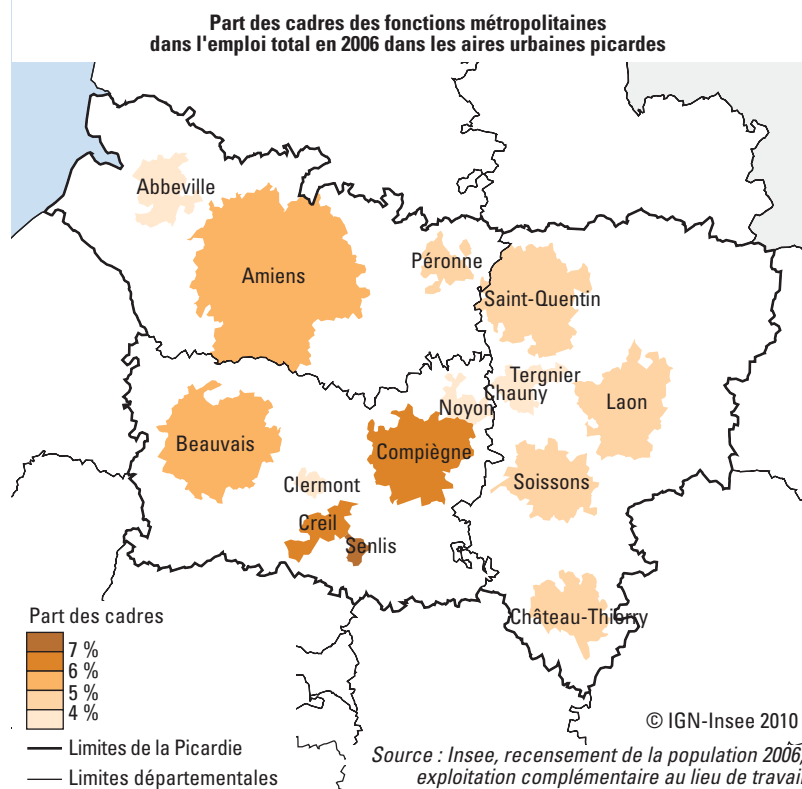 Part des cadres des fonctions métropolitaines
dans l'emploi total en 2006 dans les aires urbaines picardes
Abbeville
Amiens
Péronne
Saint-Quentin
Tergnier
Chauny
Laon
Noyon
Beauvais
Compiègne
Clermont
Soissons
Creil
Senlis
Château-Thierry
Part des cadres
7 %
6 %
5 %
4 %
Limites de la Picardie
Limites départementales
© IGN-Insee 2010
Source : Insee, recensement de la population 2006,
exploitation complémentaire au lieu de travail